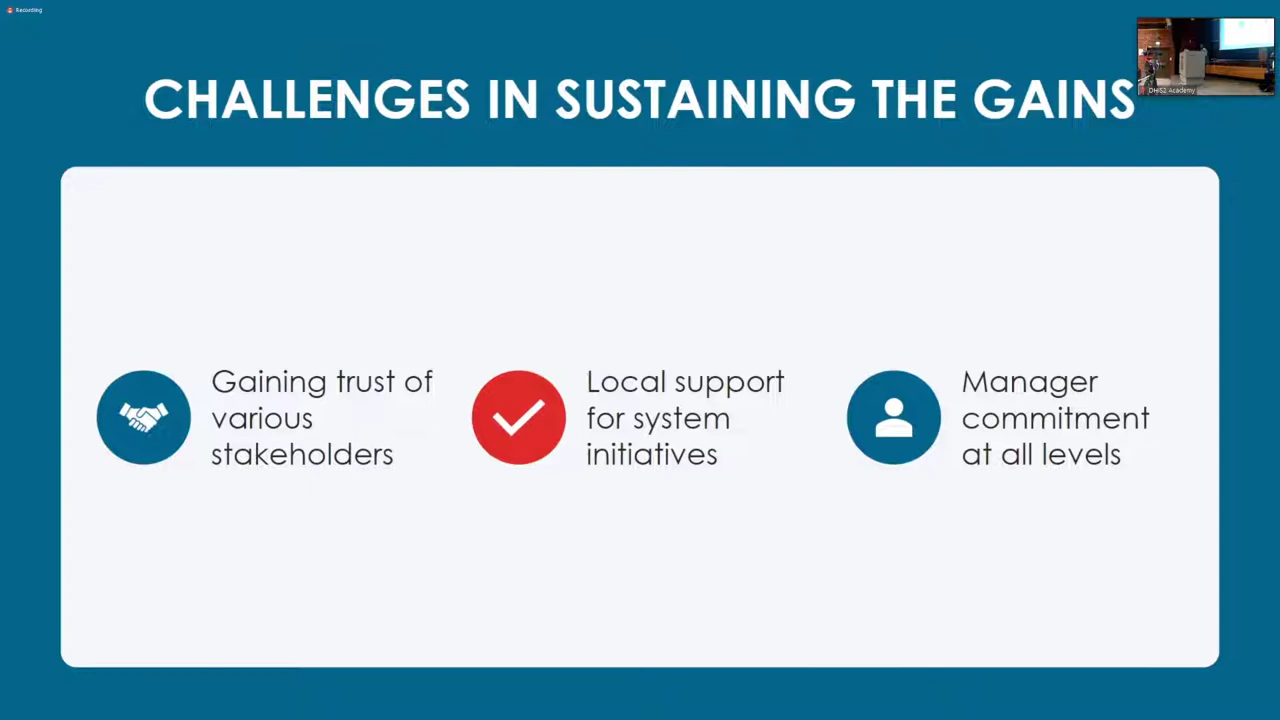 Recording
DHIS2 Academy
CHALLENGES IN SUSTAINING THE GAINS
Gaining trust of
various
stakeholders
Local support
for system
initiatives
Manager
commitment
at all levels